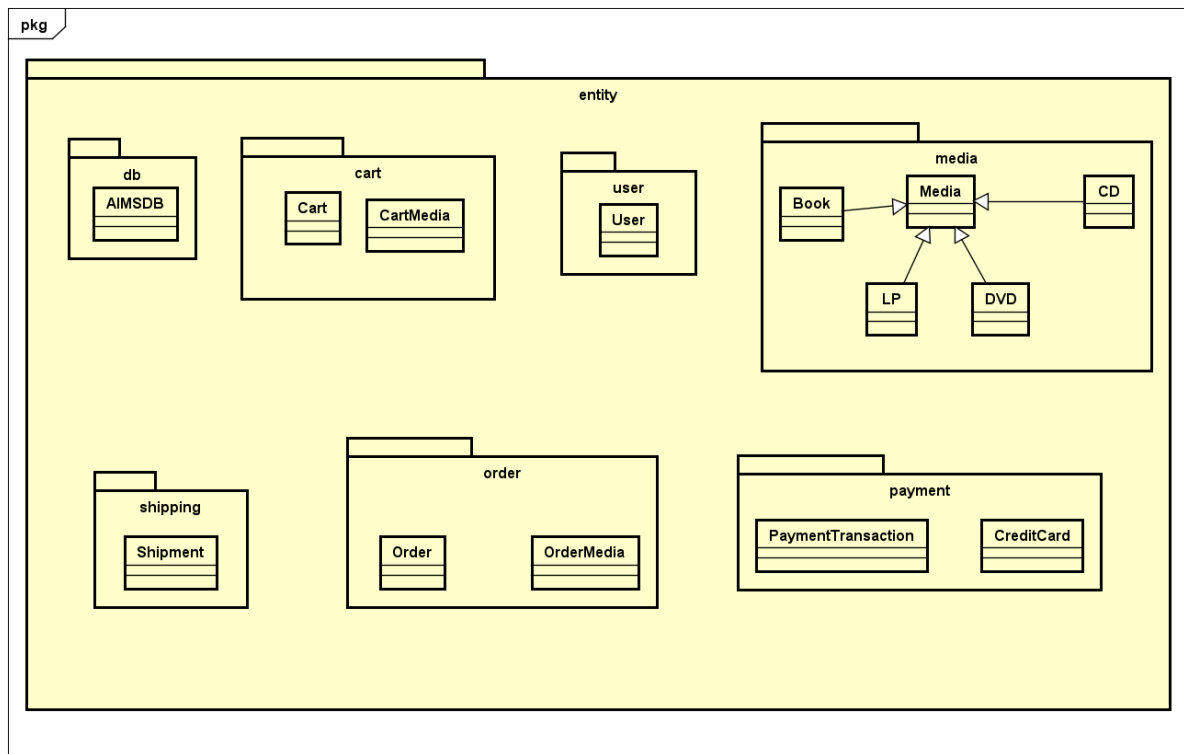 pkg
entity
db
AIMSDB
cart
Cart
CartMedia
user
User
media
Media
Book
CD
LP
DVD
shipping
Shipment
order
Order
OrderMedia
payment
PaymentTransaction
CreditCard